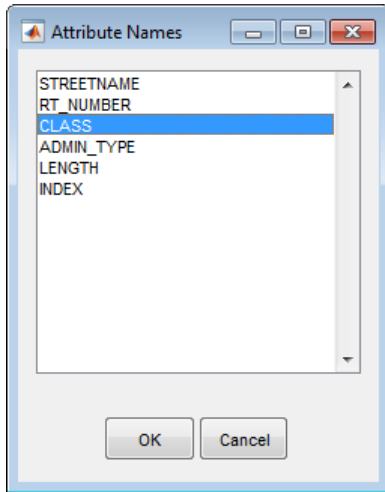 Attribute Names
STREETNAME
RT_NUMBER
CLASS
ADMIN_TYPE
LENGTH
INDEX
OK
Cancel